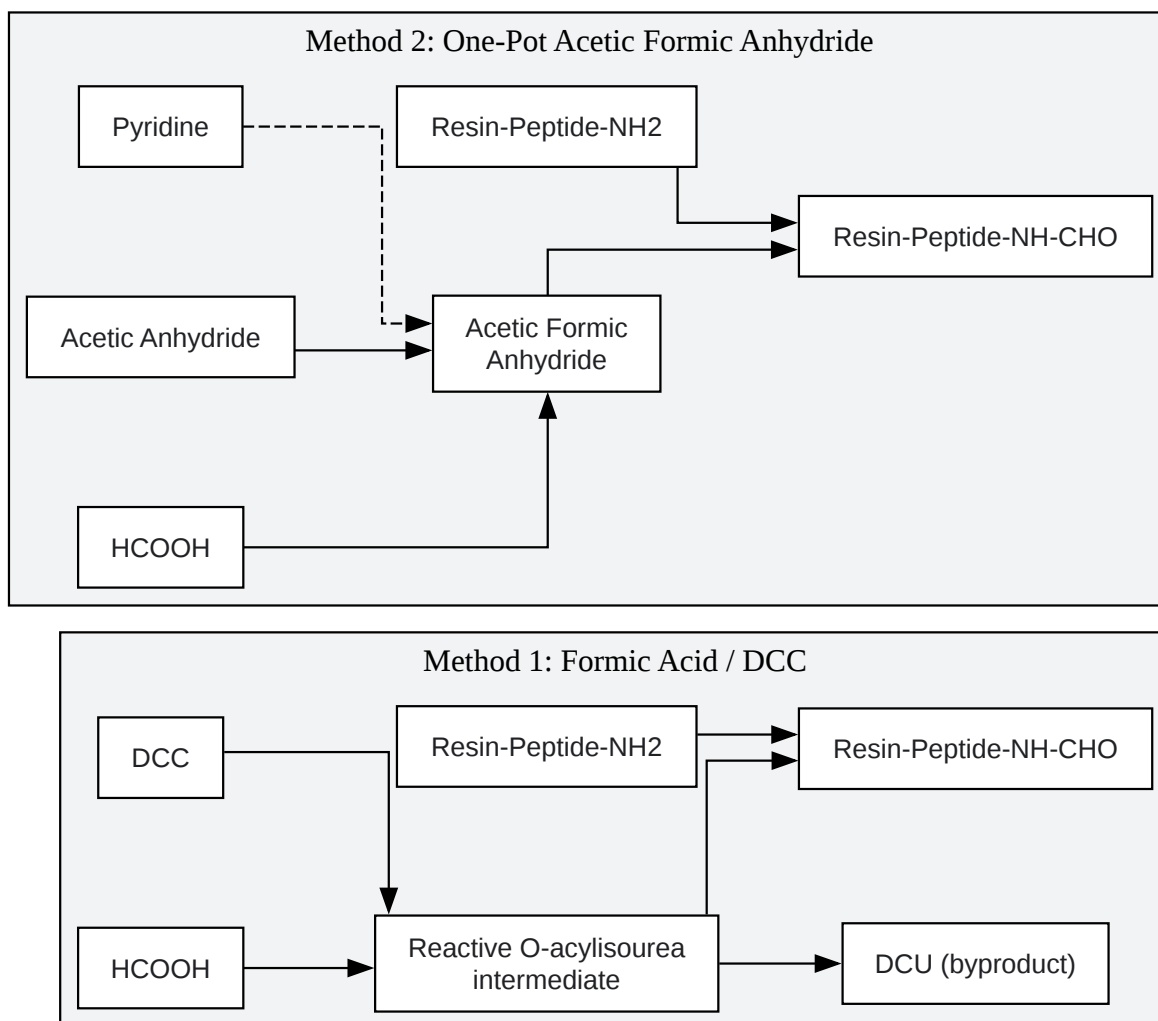 Method 2: One-Pot Acetic Formic Anhydride
Pyridine
Resin-Peptide-NH2
Resin-Peptide-NH-CHO
Acetic Anhydride
Acetic Formic
Anhydride
HCOOH
Method 1: Formic Acid / DCC
DCC
Resin-Peptide-NH2
Resin-Peptide-NH-CHO
HCOOH
Reactive O-acylisourea
intermediate
DCU (byproduct)